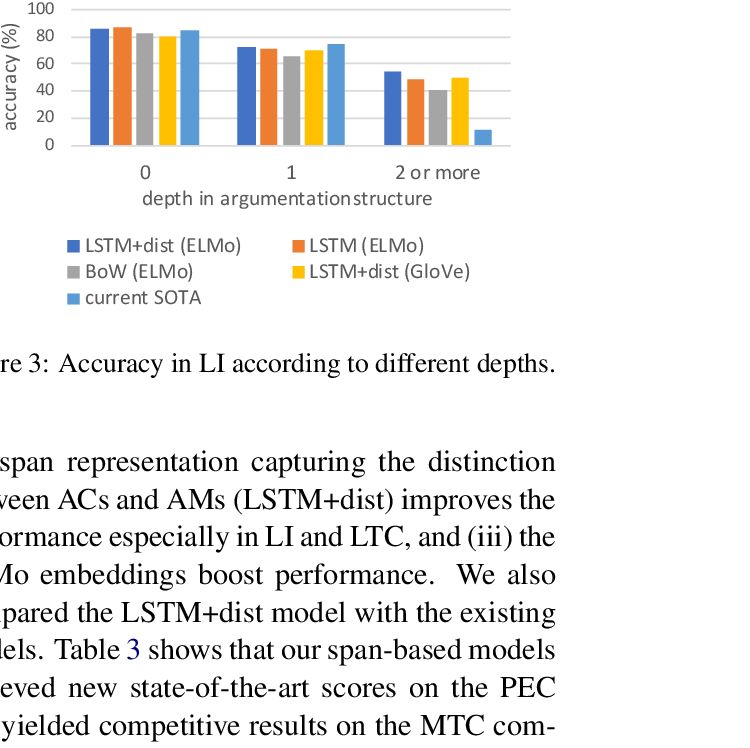 100
80
60
40
20
0
accuracy (%)
0 1 2 or more
depth in argumentationstructure
LSTM+dist (ELMo) LSTM (ELMo)
BoW (ELMo) LSTM+dist (GloVe)
current SOTA
re 3: Accuracy in LI according to different depths.
span representation capturing the distinction
ween ACs and AMs (LSTM+dist) improves the
ormance especially in LI and LTC, and (iii) the
Mo embeddings boost performance. We also
pared the LSTM+dist model with the existing
dels. Table 3 shows that our span-based models
eved new state-of-the-art scores on the PEC
yielded competitive results on the MTC com-